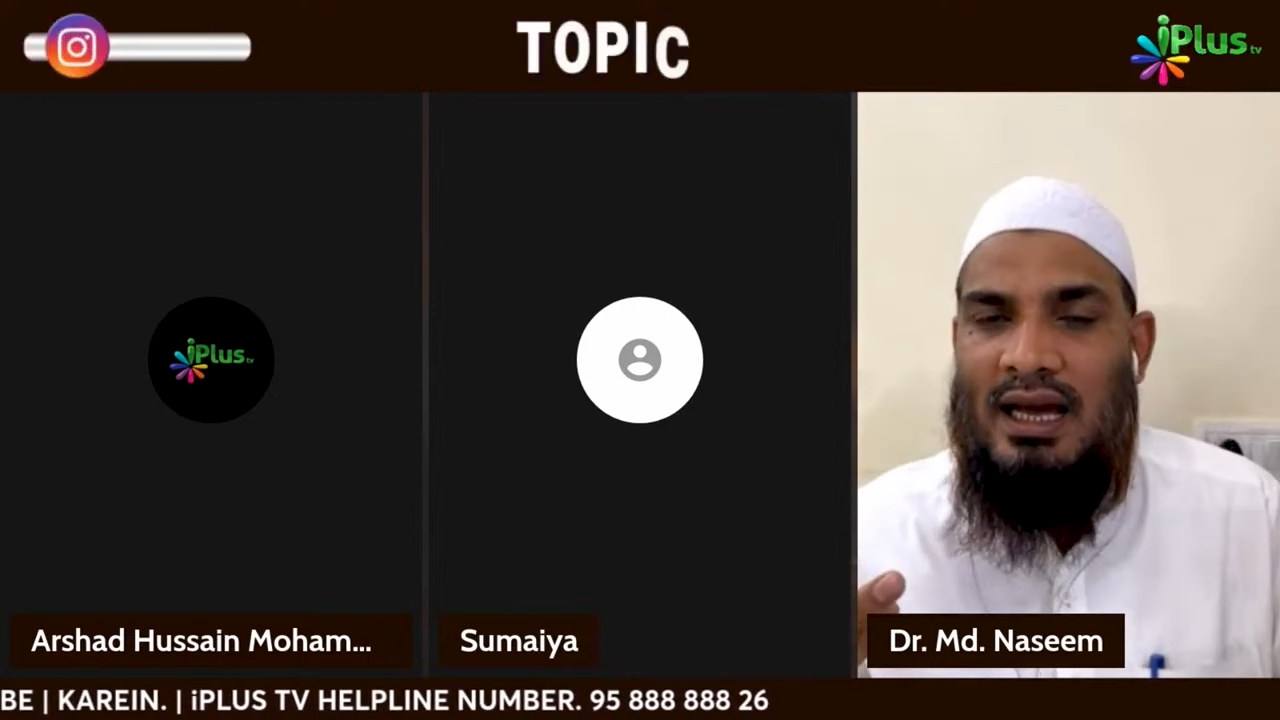 TOPIC
iPlus tv
iPlus tv
Arshad Hussain Moham...
Sumaiya
Dr. Md. Naseem
BE | KAREIN. | iPLUS TV HELPLINE NUMBER. 95 888 888 26